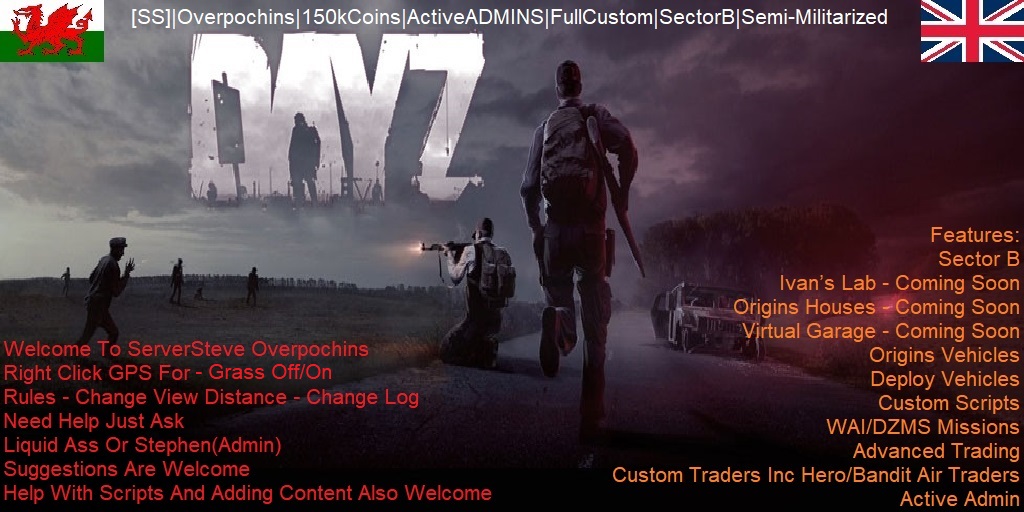 [SS]|Overpochins|150kCoins|ActiveADMINS|FullCustom|SectorB|Semi-Militarized
DAYZ
Features:
Sector B
Ivan’s Lab - Coming Soon
Origins Houses - Coming Soon
Virtual Garage - Coming Soon
Origins Vehicles
Deploy Vehicles
Custom Scripts
WAI/DZMS Missions
Advanced Trading
Custom Traders Inc Hero/Bandit Air Traders
Active Admin
Welcome To ServerSteve Overpochins
Right Click GPS For - Grass Off/On
Rules - Change View Distance - Change Log
Need Help Just Ask
Liquid Ass Or Stephen(Admin)
Suggestions Are Welcome
Help With Scripts And Adding Content Also Welcome